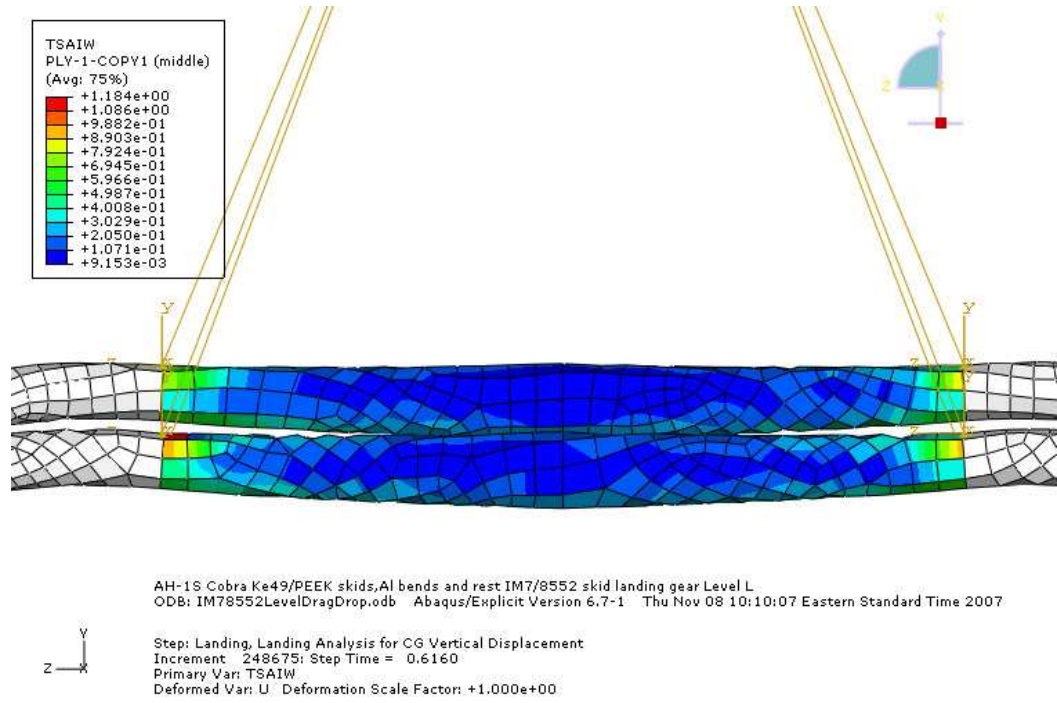 TSAIW
PLY-1-COPY1 (middle)
(Avg: 75%)
+1.184e+00
+1.086e+00
+9.882e-01
+8.903e-01
+7.924e-01
+6.945e-01
+5.966e-01
+4.987e-01
+4.008e-01
+3.029e-01
+2.050e-01
+1.071e-01
+9.153e-03
Y
Z
Y
Y
Z
Z
Z
Z
AH-1S Cobra Ke49/PEEK skids,Al bends and rest IM7/8552 skid landing gear Level L
ODB: IM78552LevelDragDrop.odb Abaqus/Explicit Version 6.7-1 Thu Nov 08 10:10:07 Eastern Standard Time 2007
Y
Z X
Step: Landing, Landing Analysis for CG Vertical Displacement
Increment 248675: Step Time = 0.6160
Primary Var: TSAIW
Deformed Var: U Deformation Scale Factor: +1.000e+00